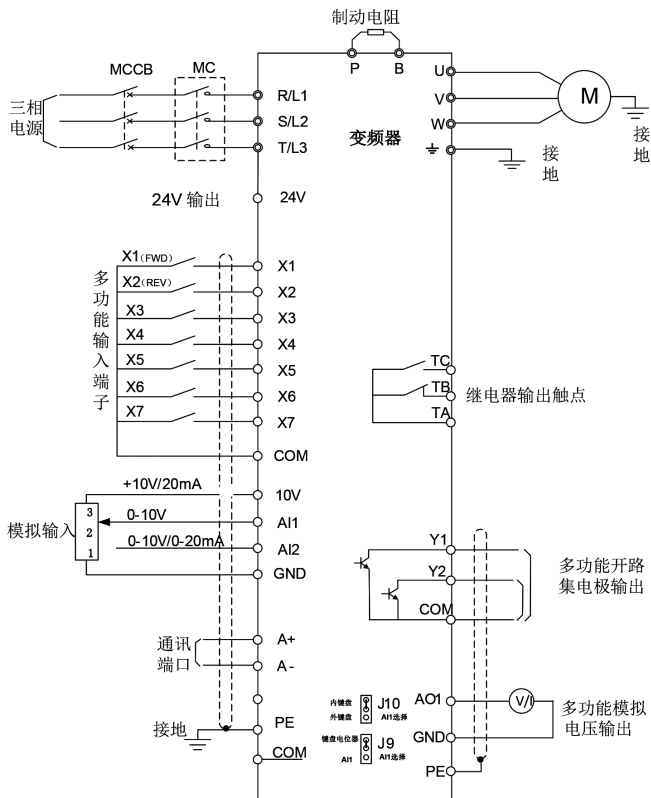 制动电阻
P B
MCCB MC
三相
电源
R/L1
S/L2
T/L3
U
V
W
M
变频器
接地
接地
24V 输出 24V
多功能输入端子
X1(FWD) X1
X2(REV) X2
X3 X3
X4 X4
X5 X5
X6 X6
X7 X7
COM
TC
TB
TA
继电器输出触点
+10V/20mA 10V
模拟输入
3
2
1
0-10V AI1
0-10V/0-20mA AI2
GND
Y1
Y2
COM
多功能开路
集电极输出
通讯
端口
A+
A-
内键盘
外键盘
J10
AI1选择
键盘电位器
AI1
J9
AI1选择
AO1
V/I
GND
PE
多功能模拟
电压输出
接地 PE
COM